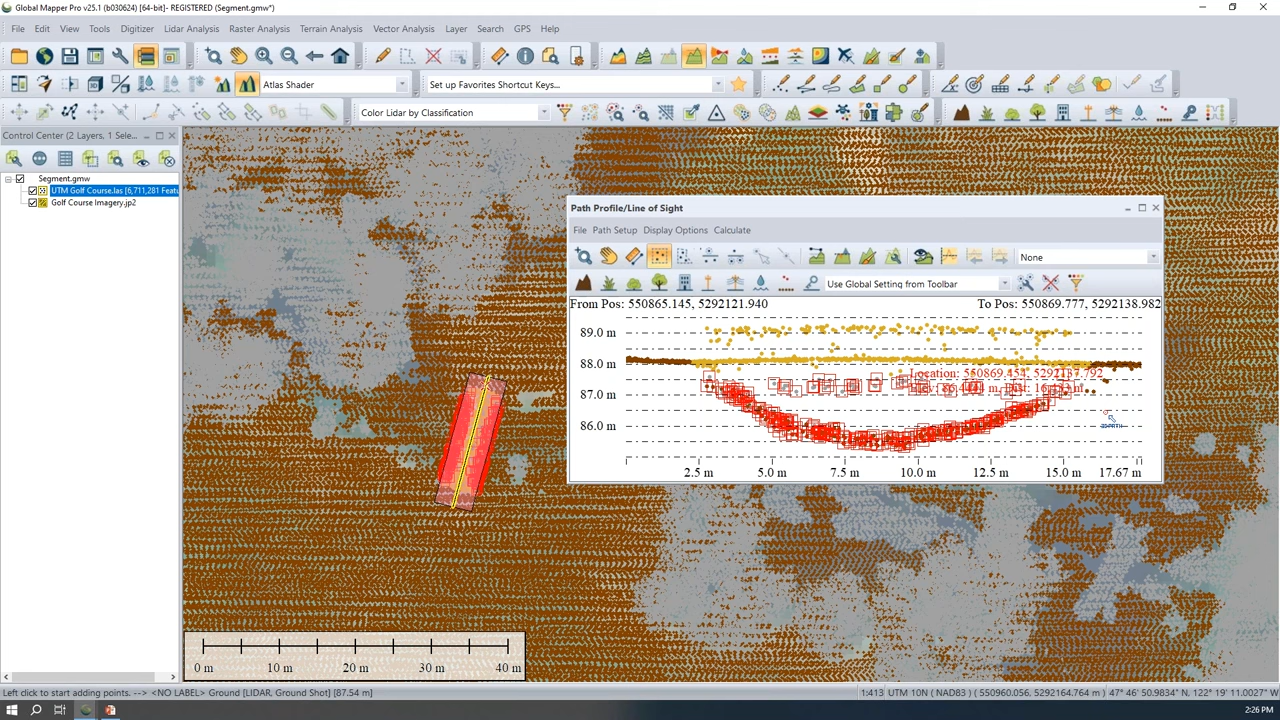 Global Mapper Pro v25.1 (b030624) [64-bit]- REGISTERED (Segment.gmw*)
File Edit View Tools Digitizer Lidar Analysis Raster Analysis Terrain Analysis Vector Analysis Layer Search GPS Help
Atlas Shader Set up Favorites Shortcut Keys...
Color Lidar by Classification
Control Center (2 Layers, 1 Sele...
Segment.gmw
UTM Golf Course.las [6,711,281 Featu
Golf Course Imagery.jp2
Path Profile/Line of Sight
File Path Setup Display Options Calculate
None
Use Global Setting from Toolbar
From Pos: 550865.145, 5292121.940 To Pos: 550869.777, 5292138.982
89.0 m
88.0 m
Location: 550869.454, 5292137.792
87.0 m
86.0 m
2.5 m 5.0 m 7.5 m 10.0 m 12.5 m 15.0 m 17.67 m
0 m 10 m 20 m 30 m 40 m
Left click to start adding points. --> <NO LABEL> Ground [LIDAR, Ground Shot] [87.54 m]
1:413 UTM 10N ( NAD83 ) ( 550960.056, 5292164.764 m ) 47° 46' 50.9834" N, 122° 19' 11.0027" W
2:26 PM